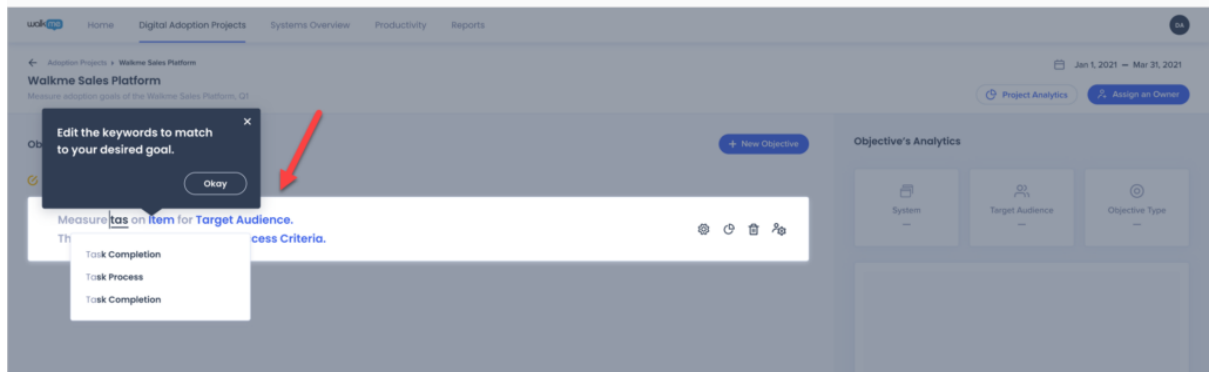 walkme Home Digital Adoption Projects Systems Overview Productivity Reports DA
← Adoption Projects > Walkme Sales Platform
Jan 1, 2021 — Mar 31, 2021
Walkme Sales Platform
Measure adoption goals of the Walkme Sales Platform, Q1
Project Analytics
Assign an Owner
Edit the keywords to match
to your desired goal.
Okay
Ob
+ New Objective
Objective's Analytics
System
Target Audience
Objective Type
—
—
—
Measure tas on Item for Target Audience.
Th cess Criteria.
Task Completion
Task Process
Task Completion